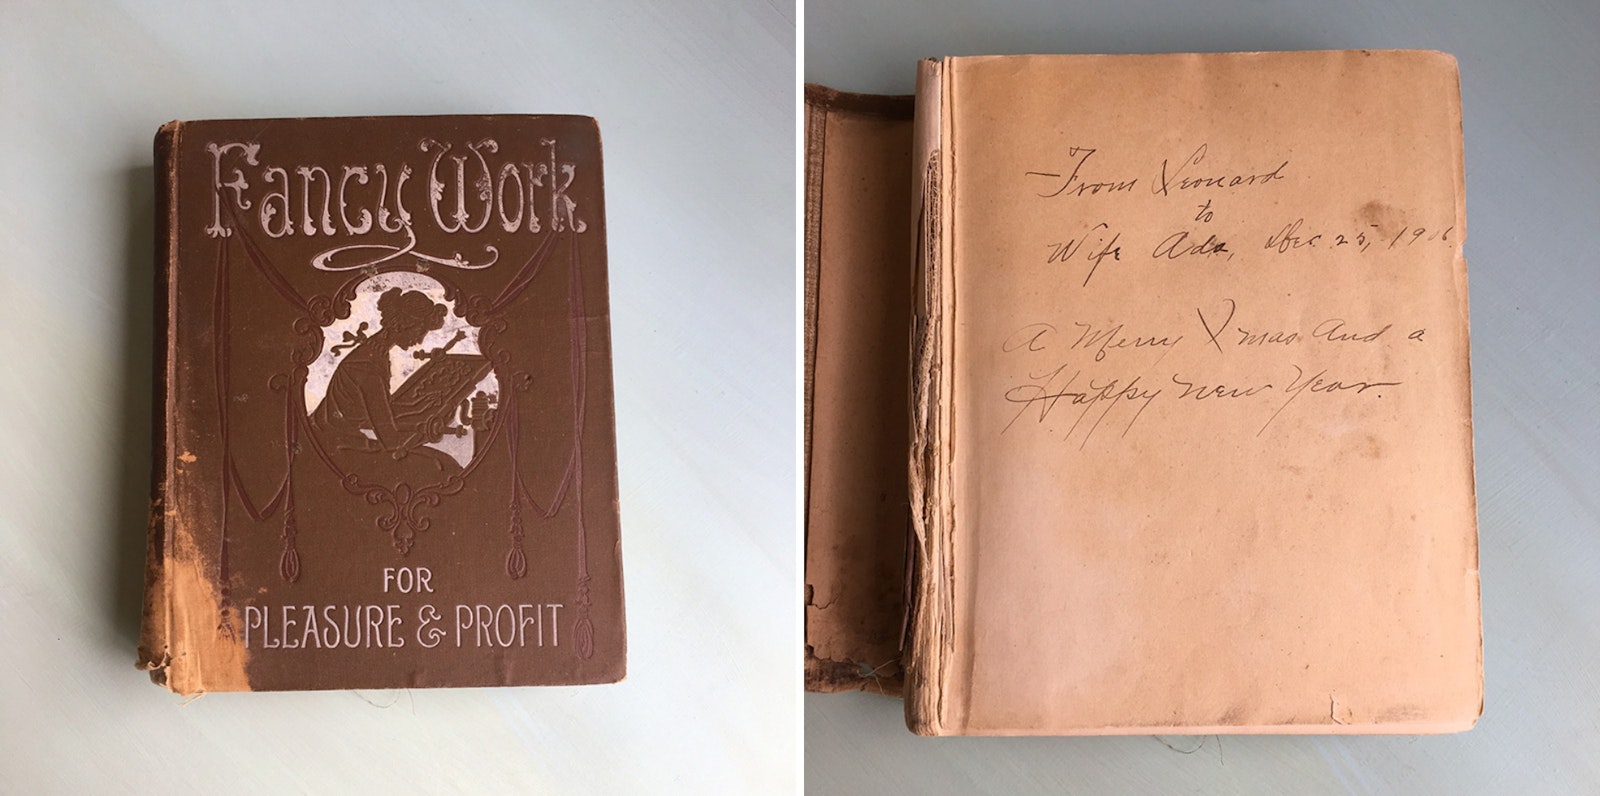 Fancy Work
FOR
PLEASURE & PROFIT
From Leonard
to
Wife Ada, Dec. 25, 1906.
A Merry Xmas And a
Happy New Year.